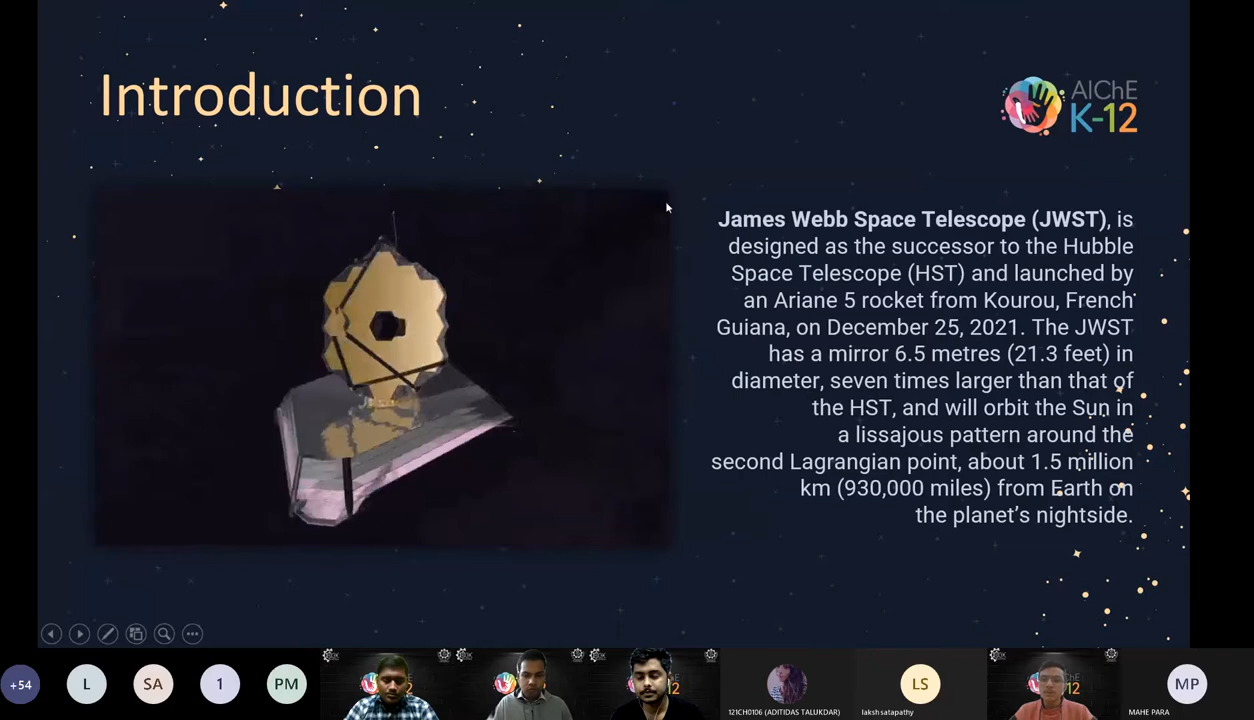 Introduction
AIChE
K-12
James Webb Space Telescope (JWST), is
designed as the successor to the Hubble
Space Telescope (HST) and launched by
an Ariane 5 rocket from Kourou, French
Guiana, on December 25, 2021. The JWST
has a mirror 6.5 metres (21.3 feet) in
diameter, seven times larger than that of
the HST, and will orbit the Sun in
a lissajous pattern around the
second Lagrangian point, about 1.5 million
km (930,000 miles) from Earth on
the planet’s nightside.
+54
L
SA
1
PM
121CH0106 (ADITIDAS TALUKDAR)
LS
laksh satapathy
12
MP
MAHE PARA